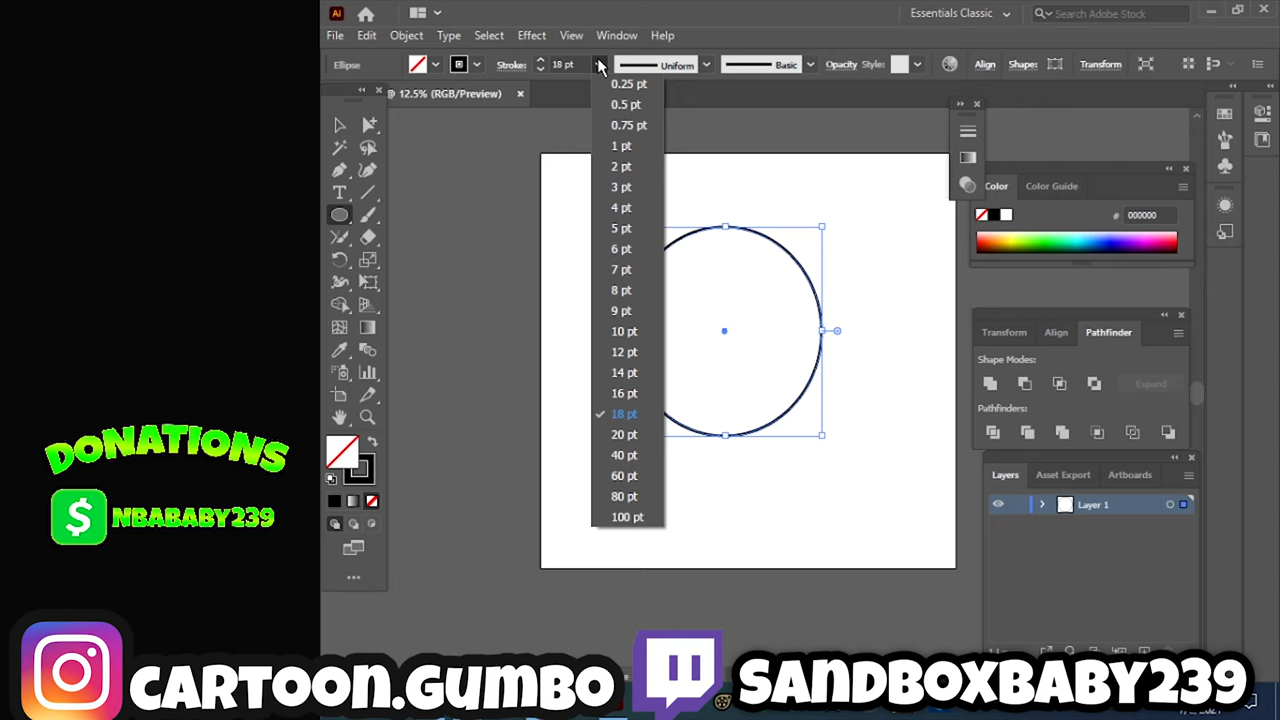 Ai
Essentials Classic
Search Adobe Stock
File Edit Object Type Select Effect View Window Help
Ellipse
Stroke: 18 pt
Uniform
Basic
Opacity Style:
Align Shape: Transform
@ 12.5% (RGB/Preview)
0.25 pt
0.5 pt
0.75 pt
1 pt
2 pt
3 pt
4 pt
5 pt
6 pt
7 pt
8 pt
9 pt
10 pt
12 pt
14 pt
16 pt
18 pt
20 pt
40 pt
60 pt
80 pt
100 pt
Color Color Guide
# 000000
Transform Align Pathfinder
Shape Modes:
Expand
Pathfinders:
Layers Asset Export Artboards
Layer 1
DONATIONS
$ NBABABY239
CARTOON.GUMBO
SANDBOXBABY239